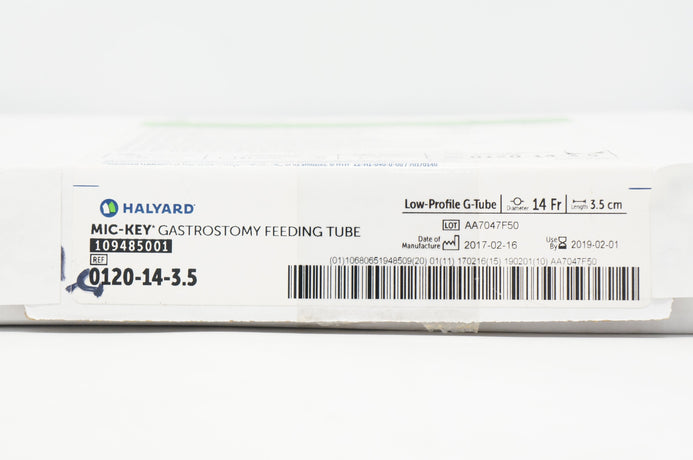 HALYARD
MIC-KEY* GASTROSTOMY FEEDING TUBE
109485001
REF
0120-14-3.5
Low-Profile G-Tube Diameter 14 Fr Length 3.5 cm
LOT AA7047F50
Date of Manufacture 2017-02-16 Use By 2019-02-01
(01)10680651948509(20) 01(11) 170216(15) 190201(10) AA7047F50